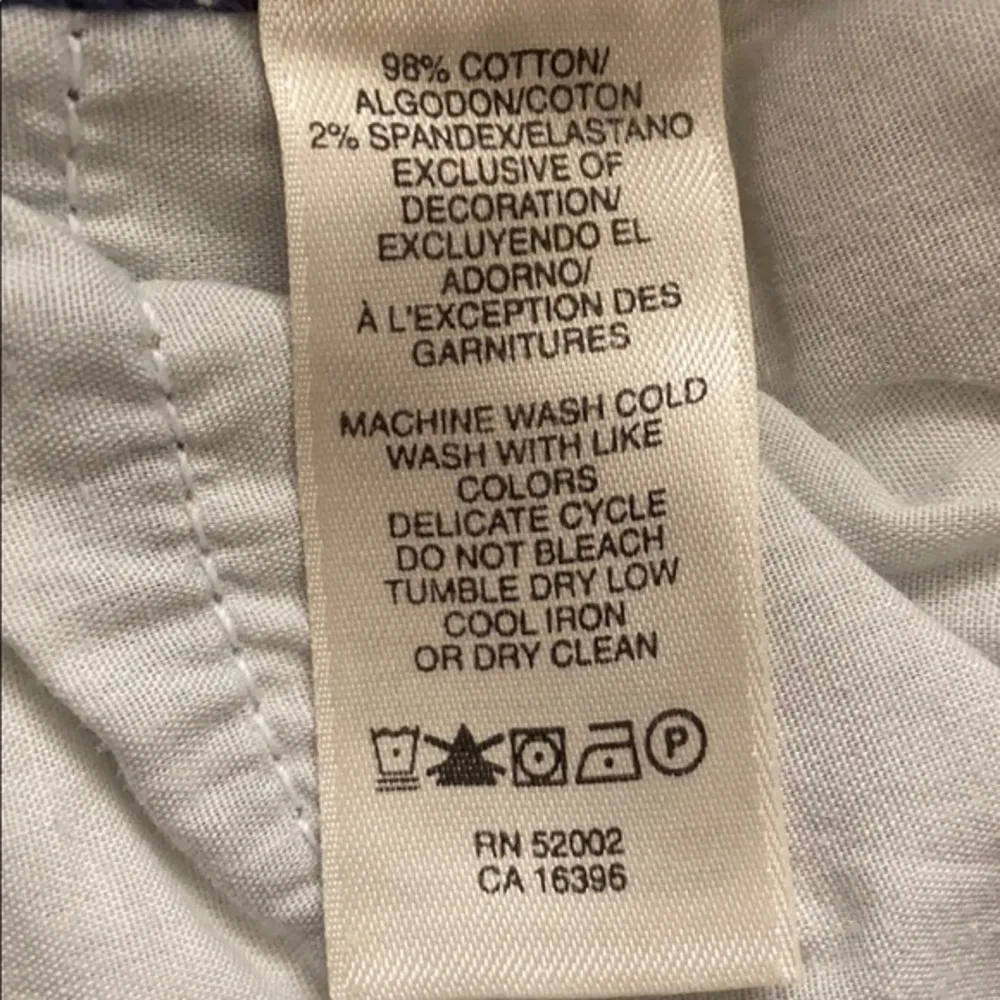 98% COTTON/
ALGODON/COTON
2% SPANDEX/ELASTANO
EXCLUSIVE OF
DECORATION/
EXCLUYENDO EL
ADORNO/
À L'EXCEPTION DES
GARNITURES
MACHINE WASH COLD
WASH WITH LIKE
COLORS
DELICATE CYCLE
DO NOT BLEACH
TUMBLE DRY LOW
COOL IRON
OR DRY CLEAN
P
RN 52002
CA 16396